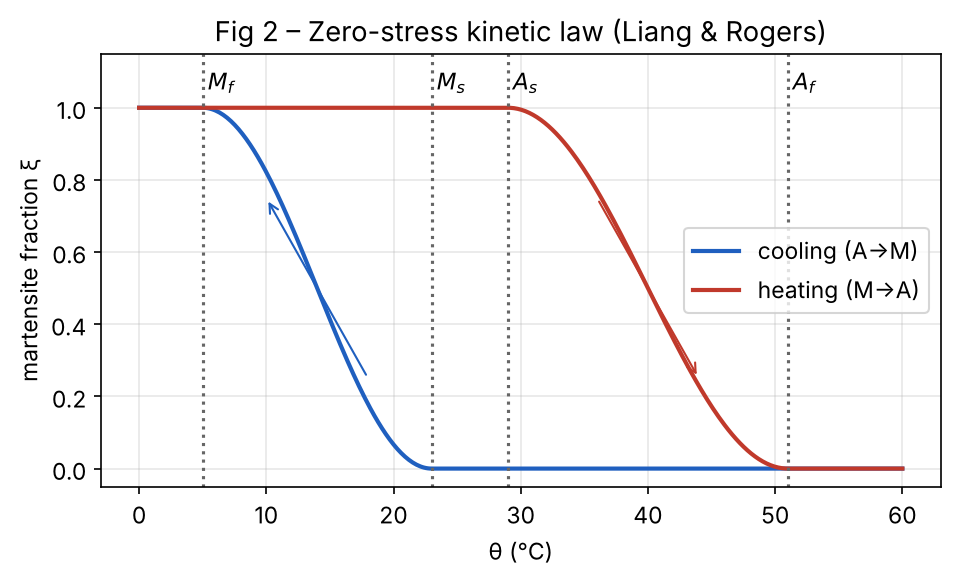 Fig 2 – Zero-stress kinetic law (Liang & Rogers)
M_f
M_s
A_s
A_f
1.0
0.8
0.6
0.4
0.2
0.0
martensite fraction ξ
cooling (A→M)
heating (M→A)
0 10 20 30 40 50 60
θ (°C)